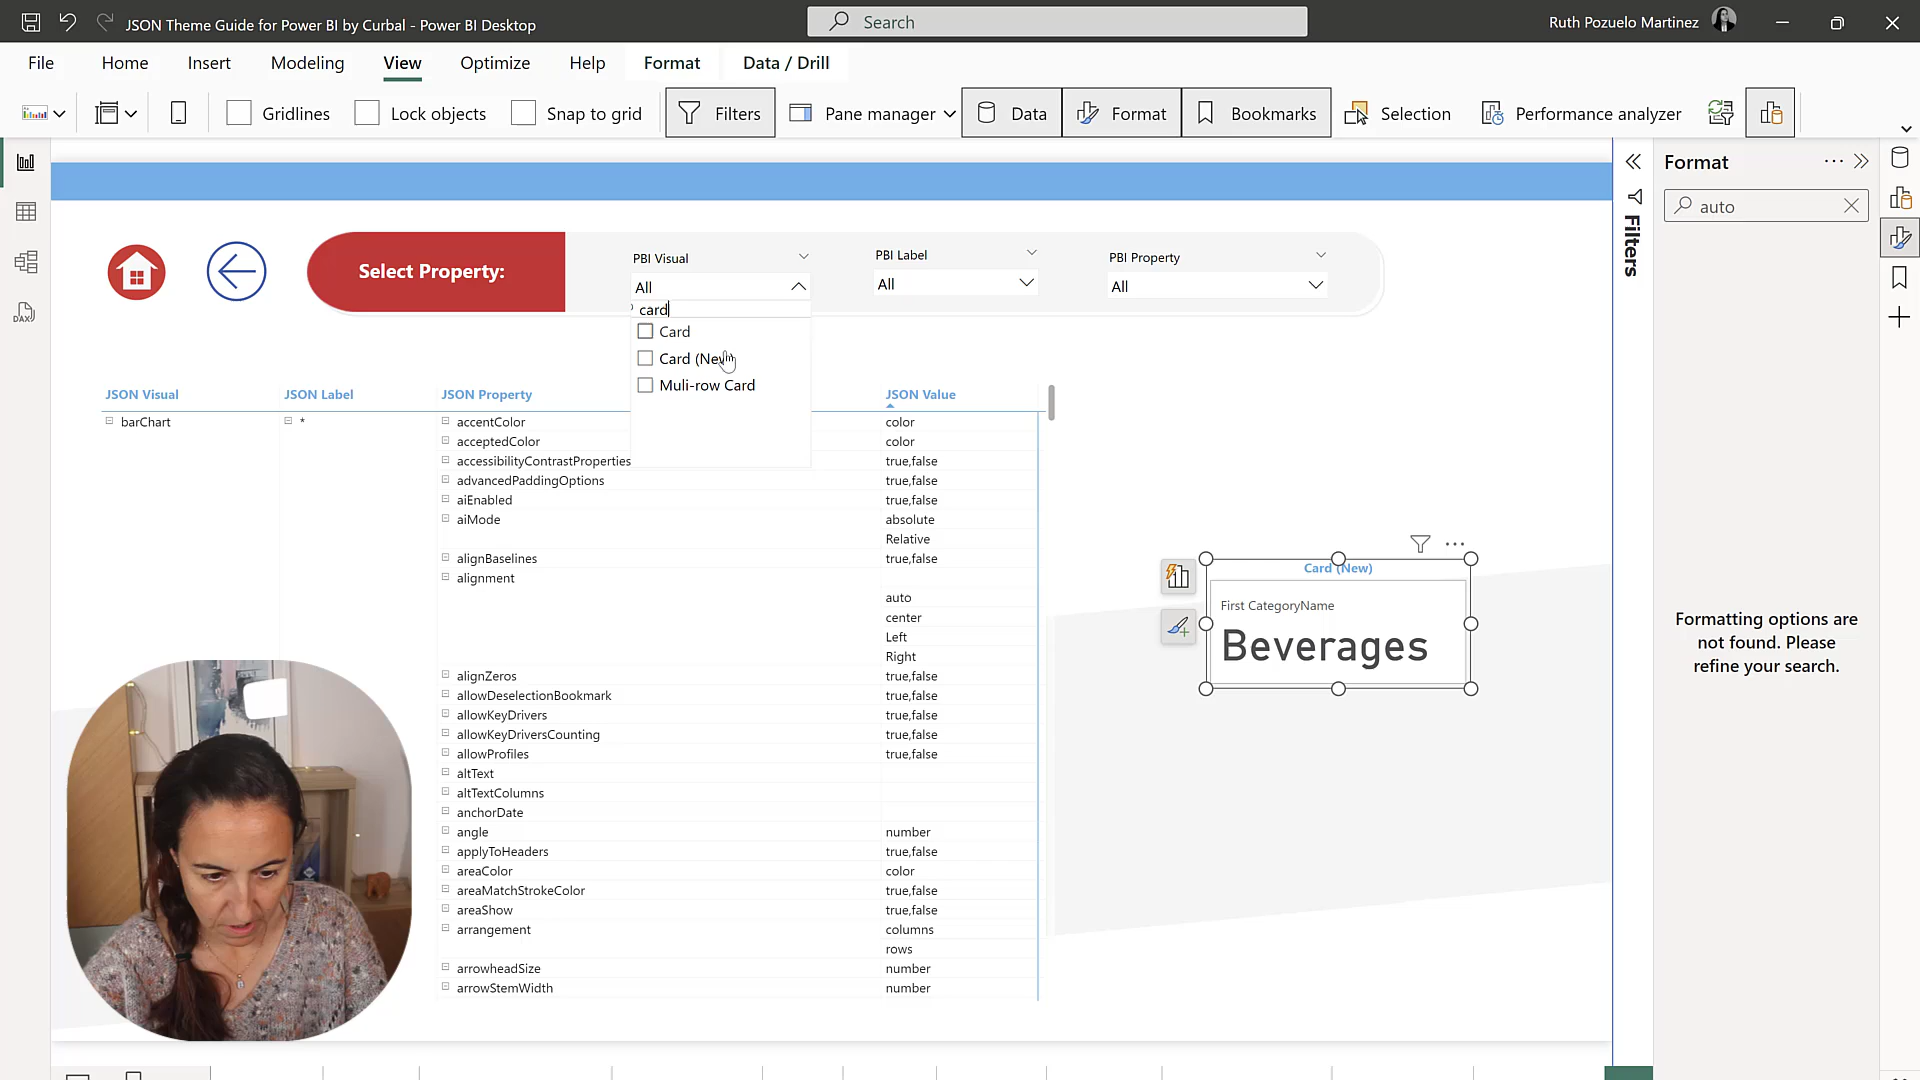 JSON Theme Guide for Power BI by Curbal - Power BI Desktop
Search
Ruth Pozuelo Martinez
File Home Insert Modeling View Optimize Help Format Data / Drill
Gridlines Lock objects Snap to grid Filters Pane manager Data Format Bookmarks Selection Performance analyzer
DAX
Select Property:
PBI Visual
All
card
Card
Card (New)
Muli-row Card
PBI Label
All
PBI Property
All
JSON Visual JSON Label JSON Property JSON Value
barChart * accentColor color
acceptedColor color
accessibilityContrastProperties true,false
advancedPaddingOptions true,false
aiEnabled true,false
aiMode absolute
Relative
alignBaselines true,false
alignment
auto
center
Left
Right
alignZeros true,false
allowDeselectionBookmark true,false
allowKeyDrivers true,false
allowKeyDriversCounting true,false
allowProfiles true,false
altText
altTextColumns
anchorDate
angle number
applyToHeaders true,false
areaColor color
areaMatchStrokeColor true,false
areaShow true,false
arrangement columns
rows
arrowheadSize number
arrowStemWidth number
Card (New)
First CategoryName
Beverages
Filters
Format
auto
Formatting options are
not found. Please
refine your search.